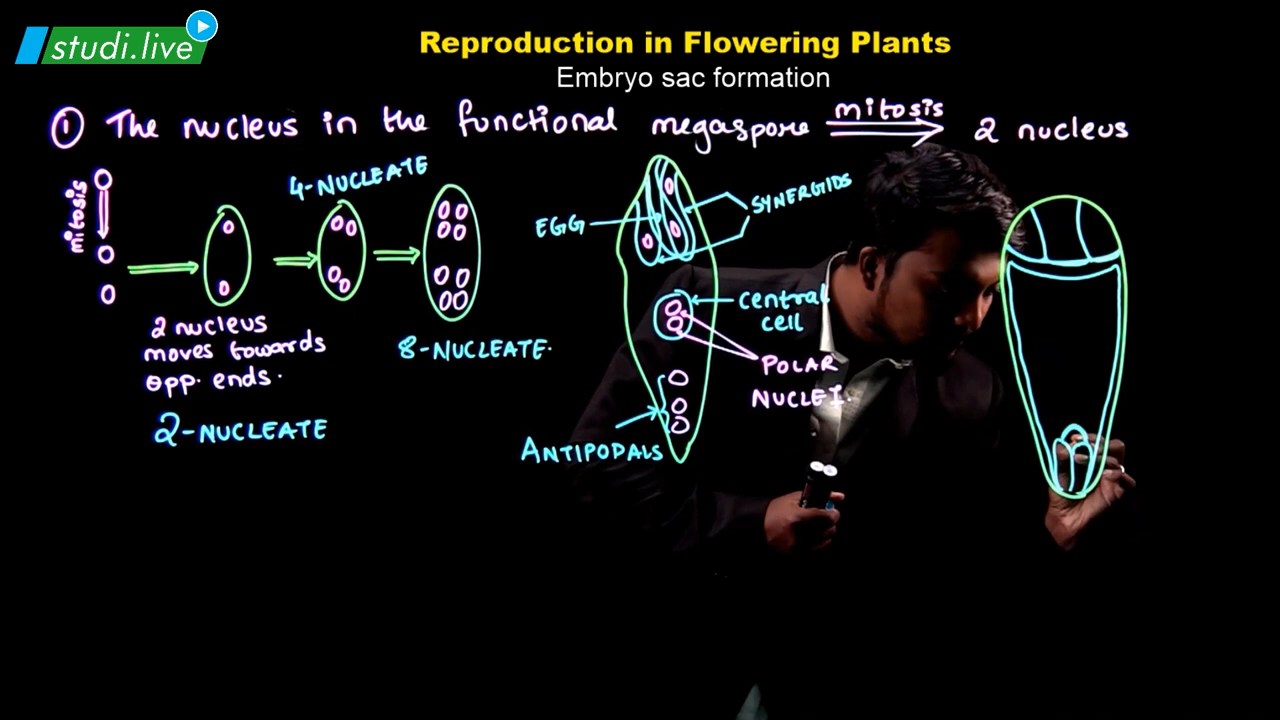 studi.live
Reproduction in Flowering Plants
Embryo sac formation
① The nucleus in the functional megaspore mitosis ⟹ 2 nucleus
mitosis
4-NUCLEATE
2 nucleus
moves towards
opp. ends.
2-NUCLEATE
8-NUCLEATE.
EGG
SYNERGIDS
central
cell
POLAR
NUCLEI.
ANTIPODALS